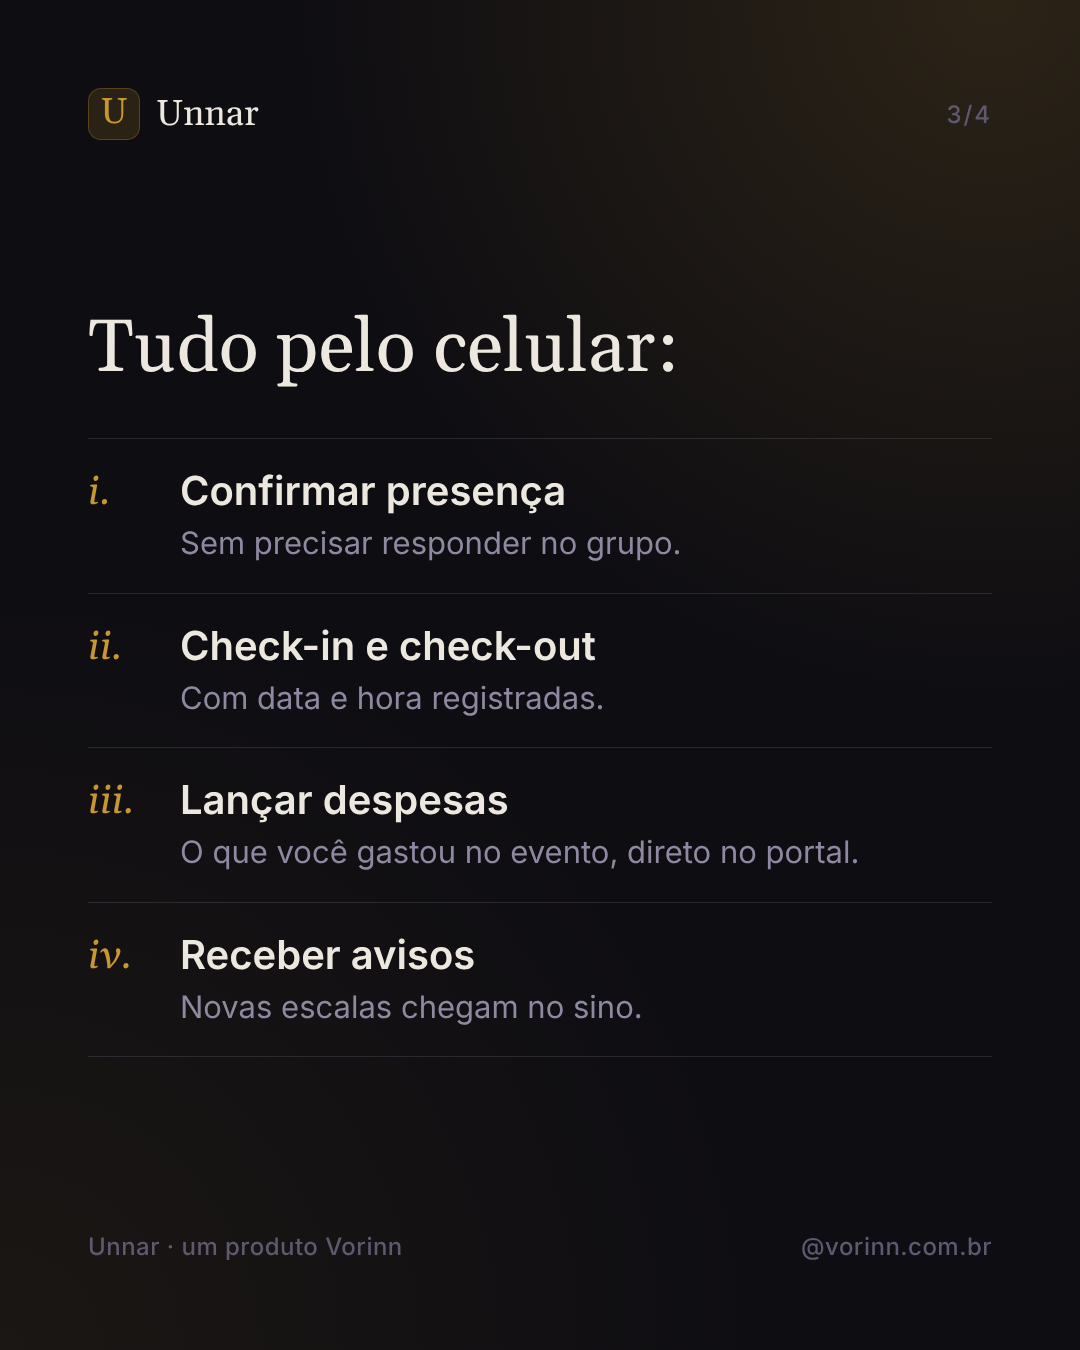 U Unnar
3/4
Tudo pelo celular:
i. Confirmar presença
Sem precisar responder no grupo.
ii. Check-in e check-out
Com data e hora registradas.
iii. Lançar despesas
O que você gastou no evento, direto no portal.
iv. Receber avisos
Novas escalas chegam no sino.
Unnar · um produto Vorinn
@vorinn.com.br